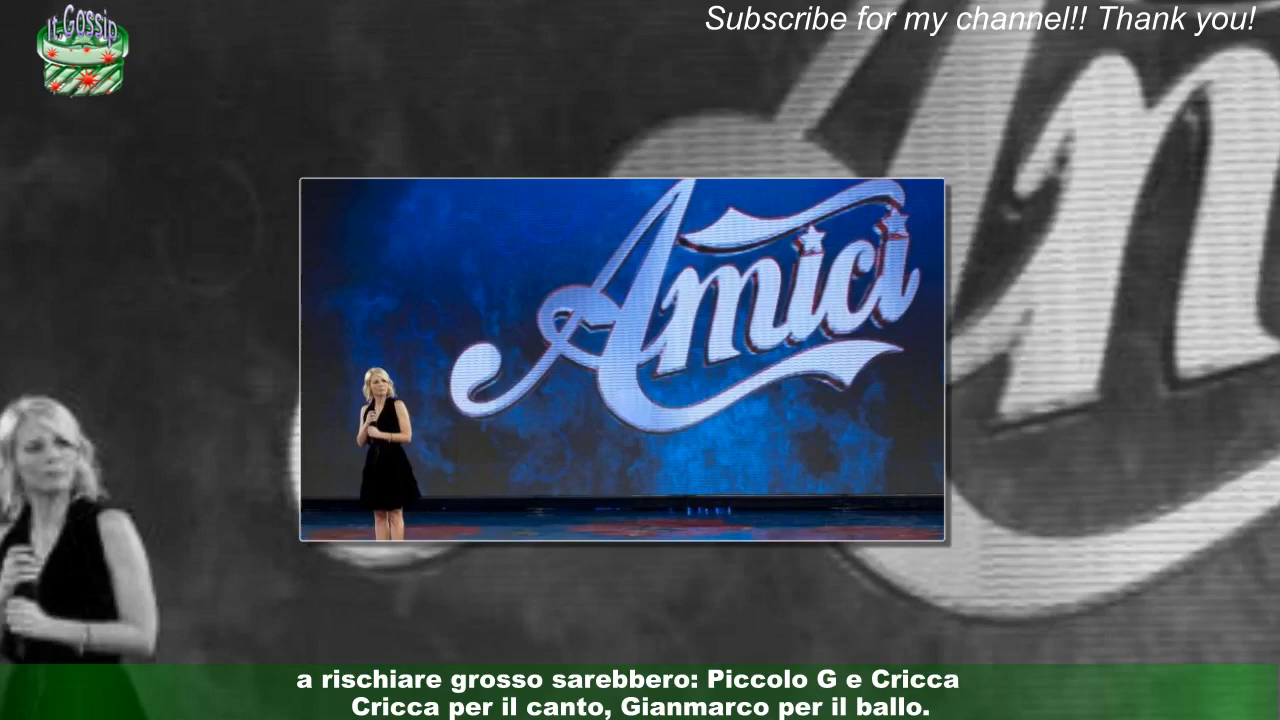 It.Gossip
Subscribe for my channel!! Thank you!
Amici
a rischiare grosso sarebbero: Piccolo G e Cricca
Cricca per il canto, Gianmarco per il ballo.